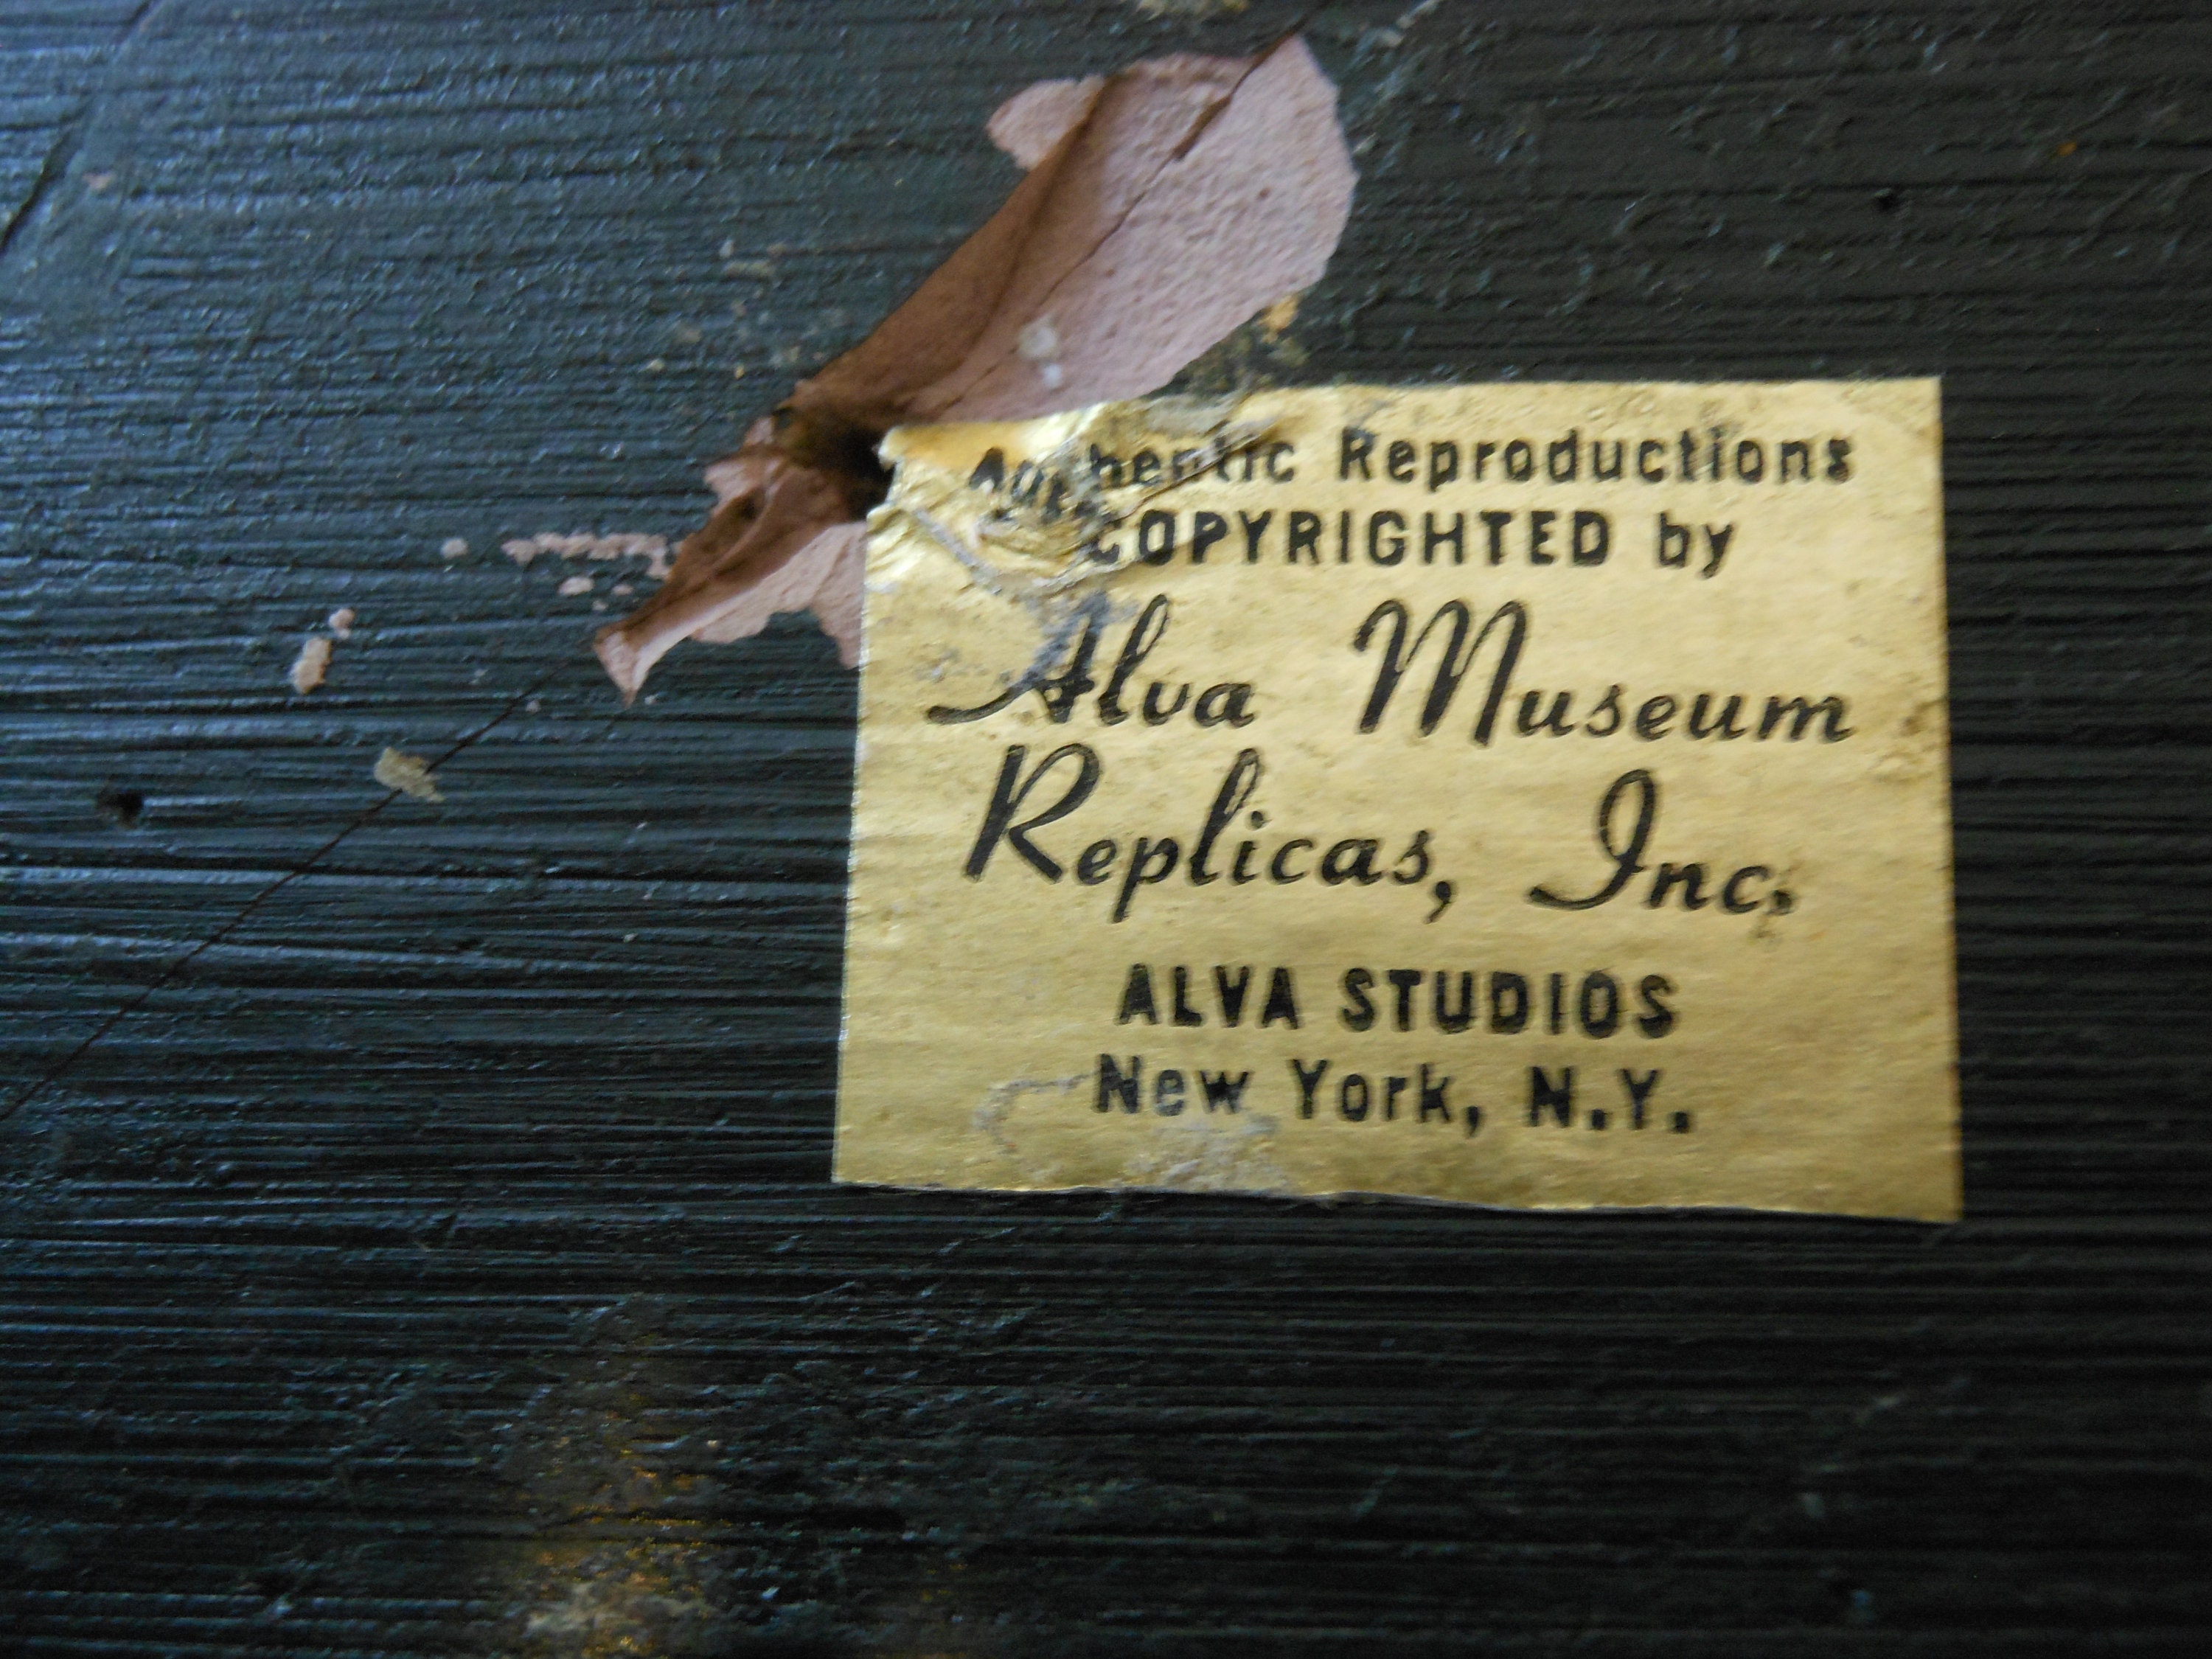 Authentic Reproductions
COPYRIGHTED by
Alva Museum
Replicas, Inc.
ALVA STUDIOS
New York, N.Y.